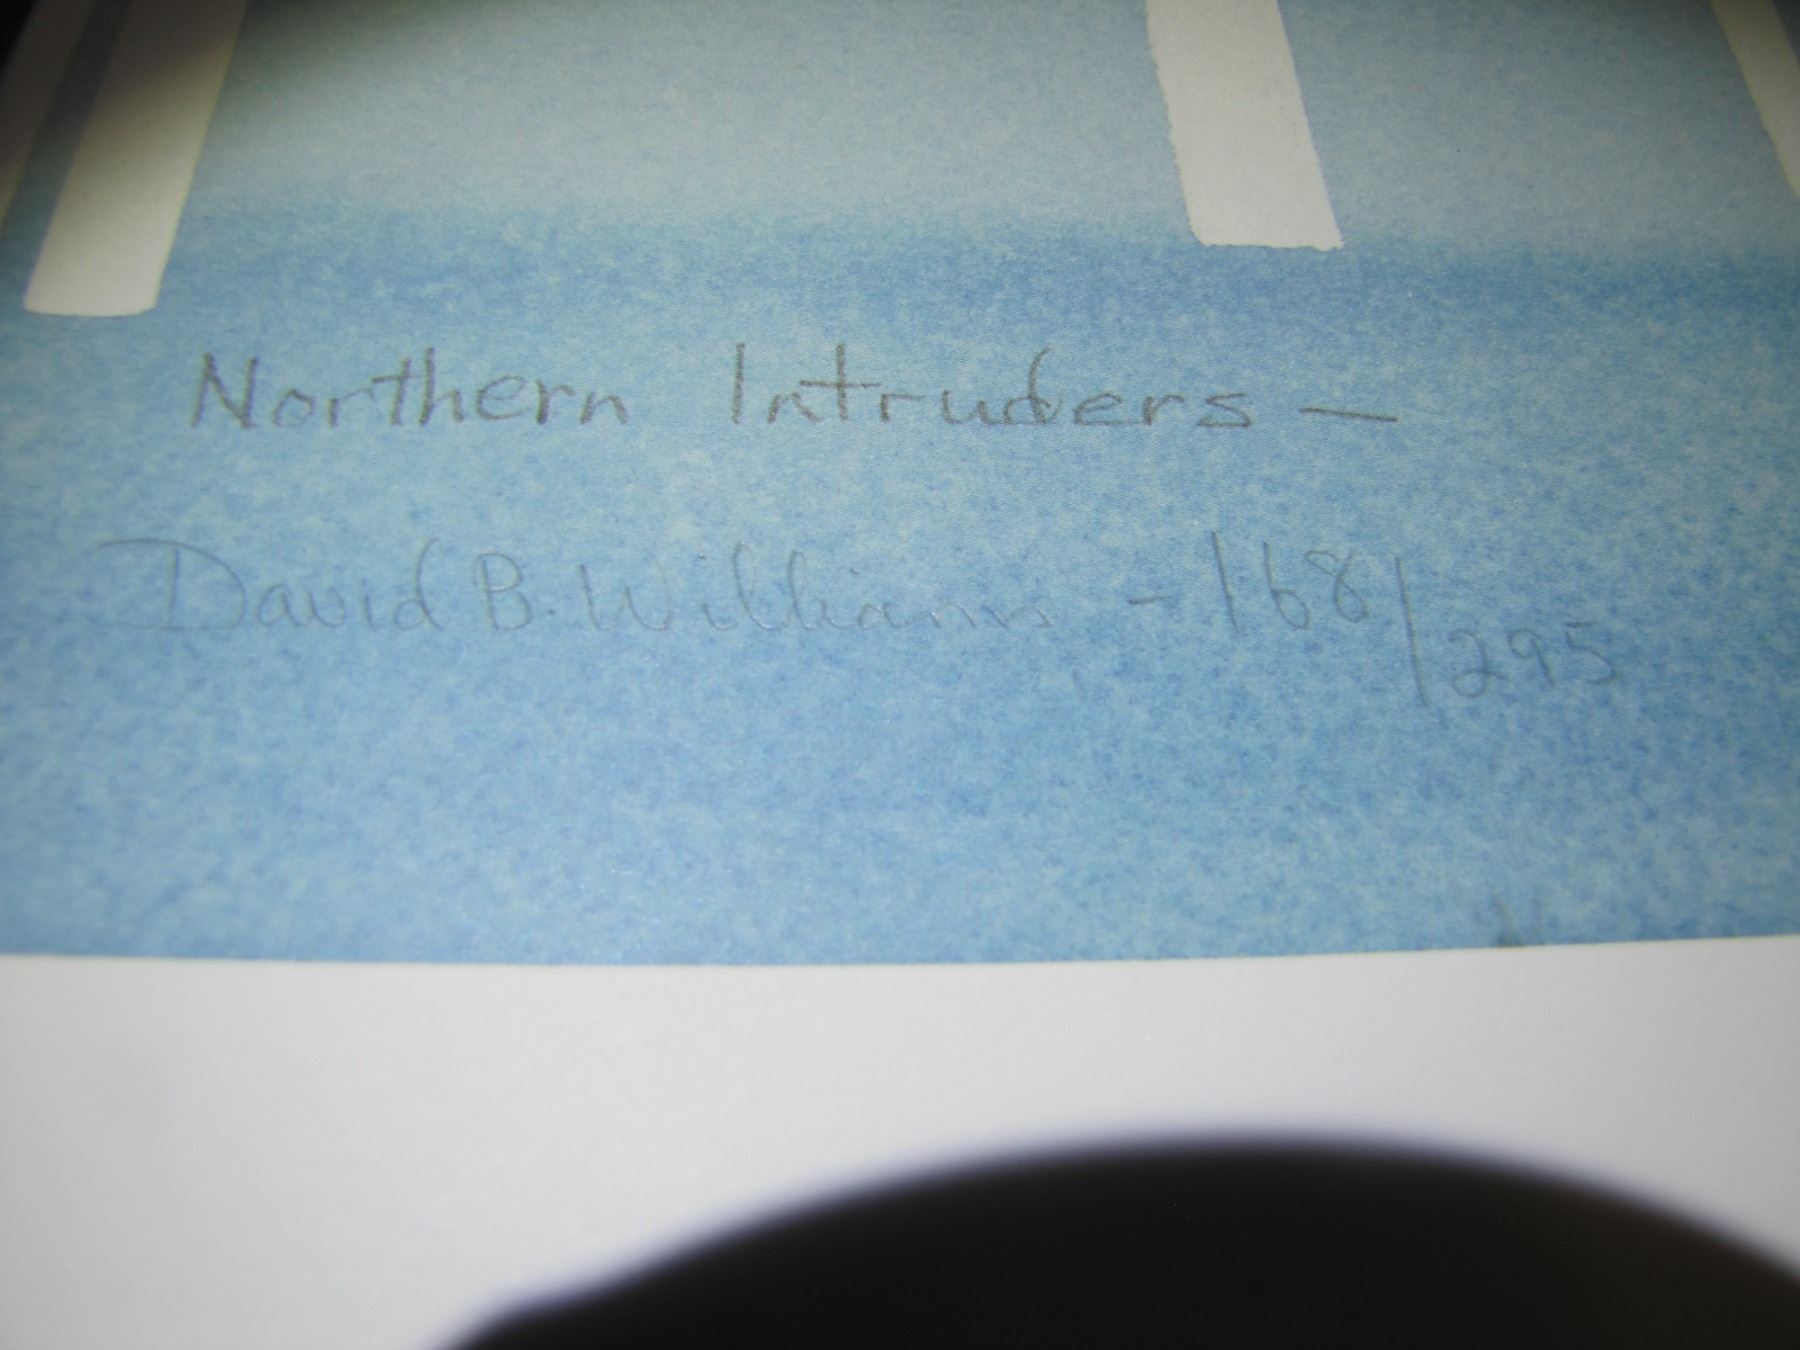 Northern Intruders —
David B. Williams - 168/295